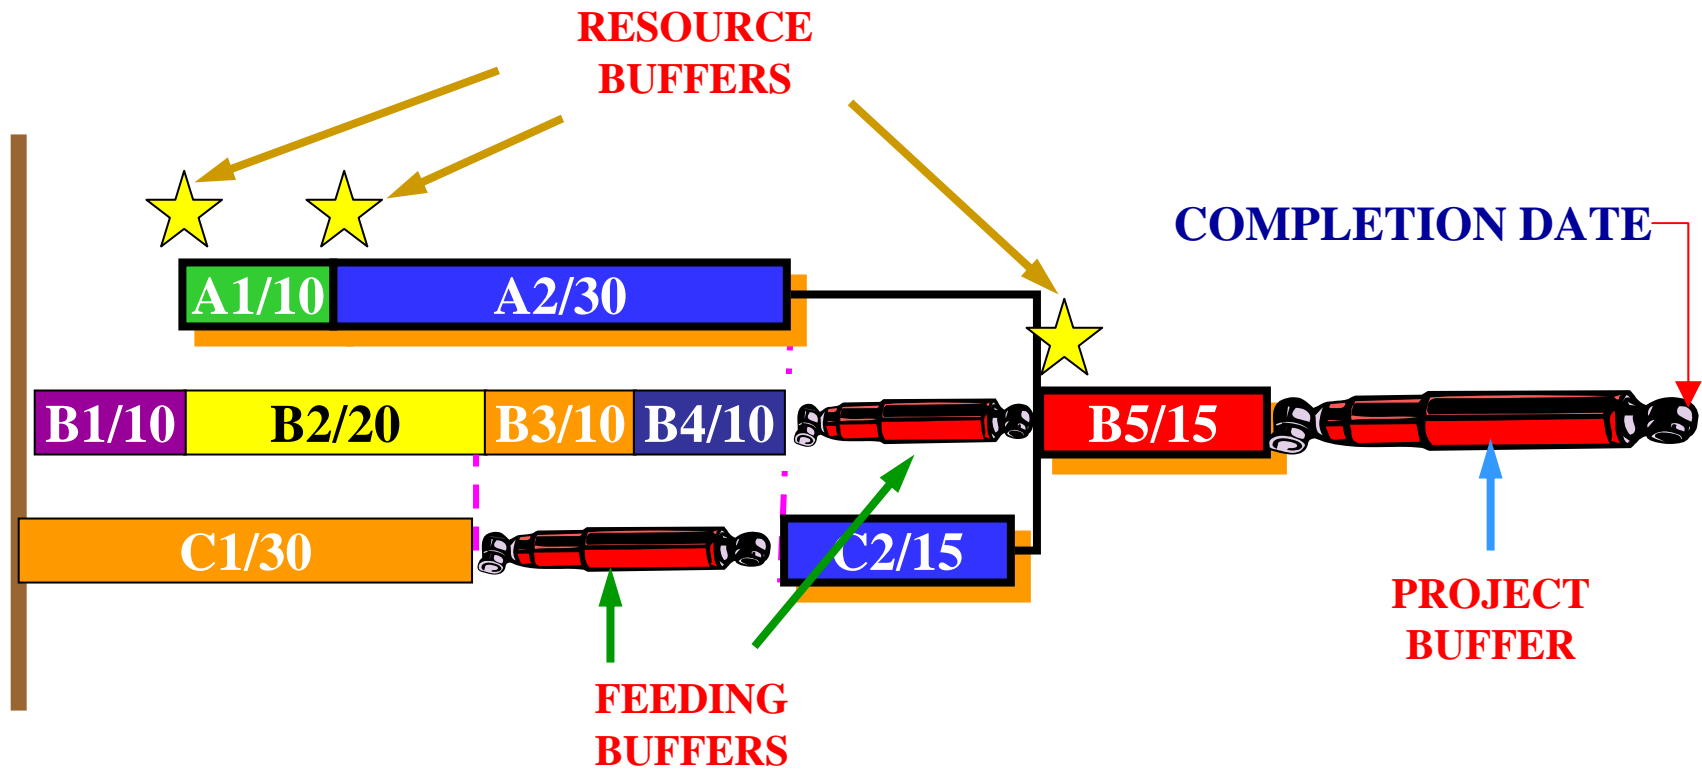 RESOURCE
BUFFERS
COMPLETION DATE
A1/10 A2/30
B1/10 B2/20 B3/10 B4/10 B5/15
C1/30 C2/15
PROJECT
BUFFER
FEEDING
BUFFERS